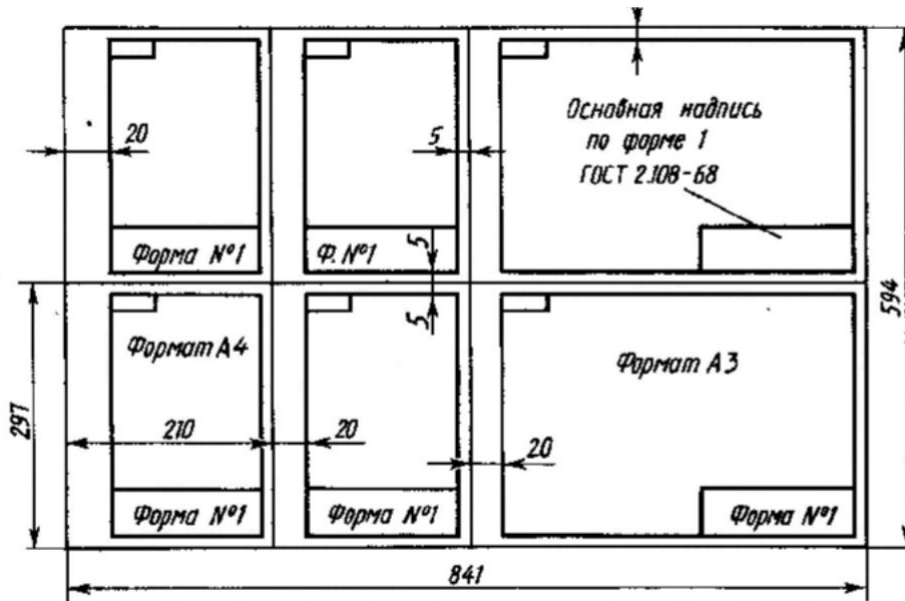 20
5
Основная надпись
по форме 1
ГОСТ 2.108-68
Форма №1
Ф. №1
5
594
5
Формат А4
Формат А3
297
210
20
20
Форма №1
Форма №1
Форма №1
841